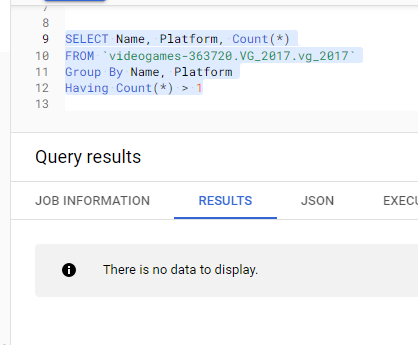 7
8
9 SELECT Name, Platform, Count(*)
10 FROM `videogames-363720.VG_2017.vg_2017`
11 Group By Name, Platform
12 Having Count(*) > 1
13
Query results
JOB INFORMATION RESULTS JSON EXECU
There is no data to display.